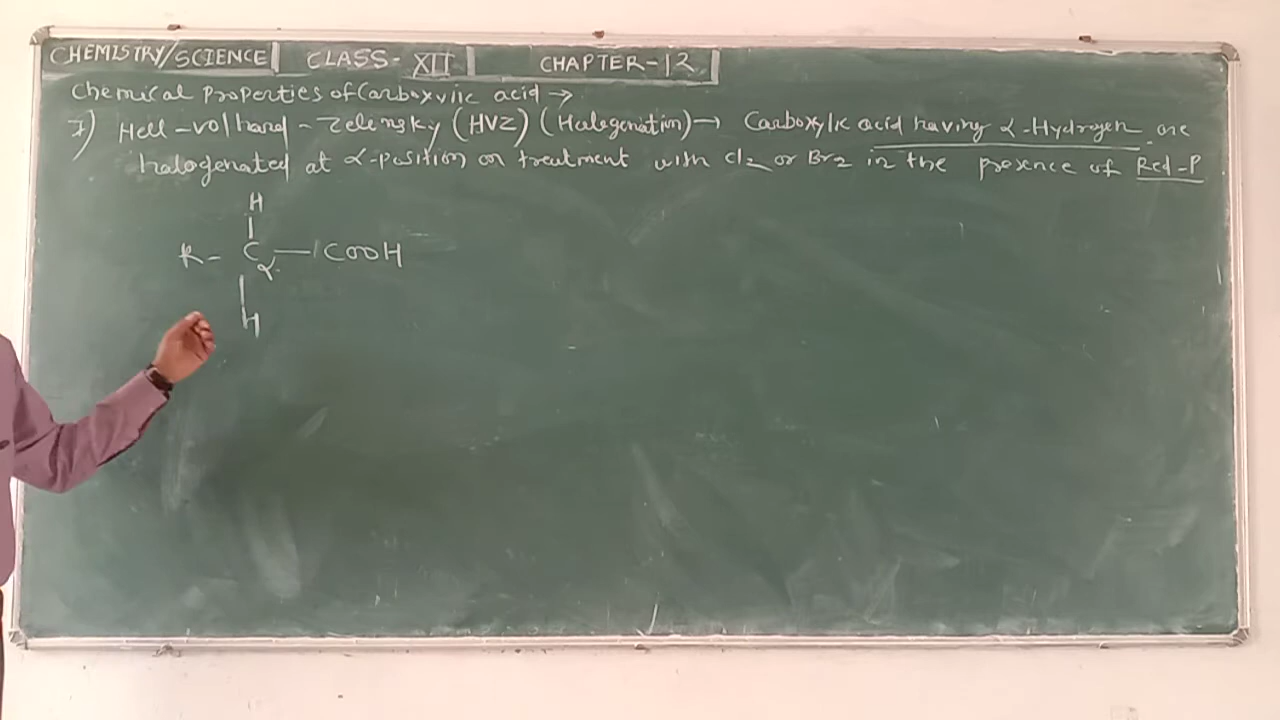 CHEMISTRY/SCIENCE| CLASS- XII | CHAPTER-12
Chemical Properties of Carboxylic acid →
7) Hell-volhard-Zelensky (HVZ) (Halogenation) → Carboxylic acid having α-Hydrogen are
halogenated at α-position on treatment with Cl2 or Br2 in the presence of Red-P
H
R - C — COOH
α
H